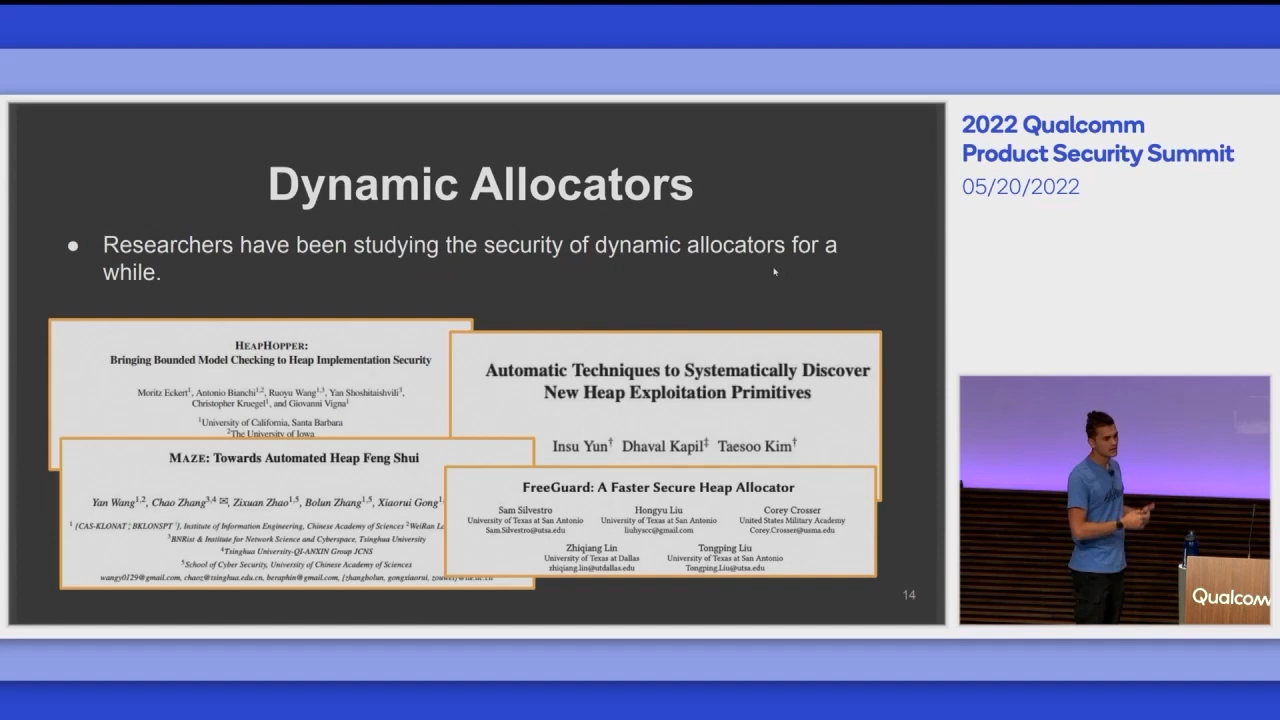 Dynamic Allocators
● Researchers have been studying the security of dynamic allocators for a
while.
HEAPHOPPER:
Bringing Bounded Model Checking to Heap Implementation Security
Moritz Eckert¹, Antonio Bianchi¹,², Ruoyu Wang¹,³, Yan Shoshitaishvili³,
Christopher Kruegel¹, and Giovanni Vigna¹
¹University of California, Santa Barbara
²The University of Iowa
Automatic Techniques to Systematically Discover
New Heap Exploitation Primitives
Insu Yun† Dhaval Kapil‡ Taesoo Kim†
MAZE: Towards Automated Heap Feng Shui
Yan Wang¹,², Chao Zhang³,⁴ ✉, Zixuan Zhao¹,⁵, Bolun Zhang¹,⁵, Xiaorui Gong¹,
¹ {CAS-KLONAT*, BKLONSPT†}, Institute of Information Engineering, Chinese Academy of Sciences ²WeiRan La
³BNRist & Institute for Network Science and Cyberspace, Tsinghua University
⁴Tsinghua University-QI-ANXIN Group JCNS
⁵School of Cyber Security, University of Chinese Academy of Sciences
wangy0129@gmail.com, chaoz@tsinghua.edu.cn, heraphin@gmail.com, {zhangbolun, gongxiaorui,
FreeGuard: A Faster Secure Heap Allocator
Sam Silvestro Hongyu Liu Corey Crosser
University of Texas at San Antonio University of Texas at San Antonio United States Military Academy
Sam.Silvestro@utsa.edu liuhyscc@gmail.com Corey.Crosser@usma.edu
Zhiqiang Lin Tongping Liu
University of Texas at Dallas University of Texas at San Antonio
zhiqiang.lin@utdallas.edu Tongping.Liu@utsa.edu
14
2022 Qualcomm
Product Security Summit
05/20/2022
Qualcomm